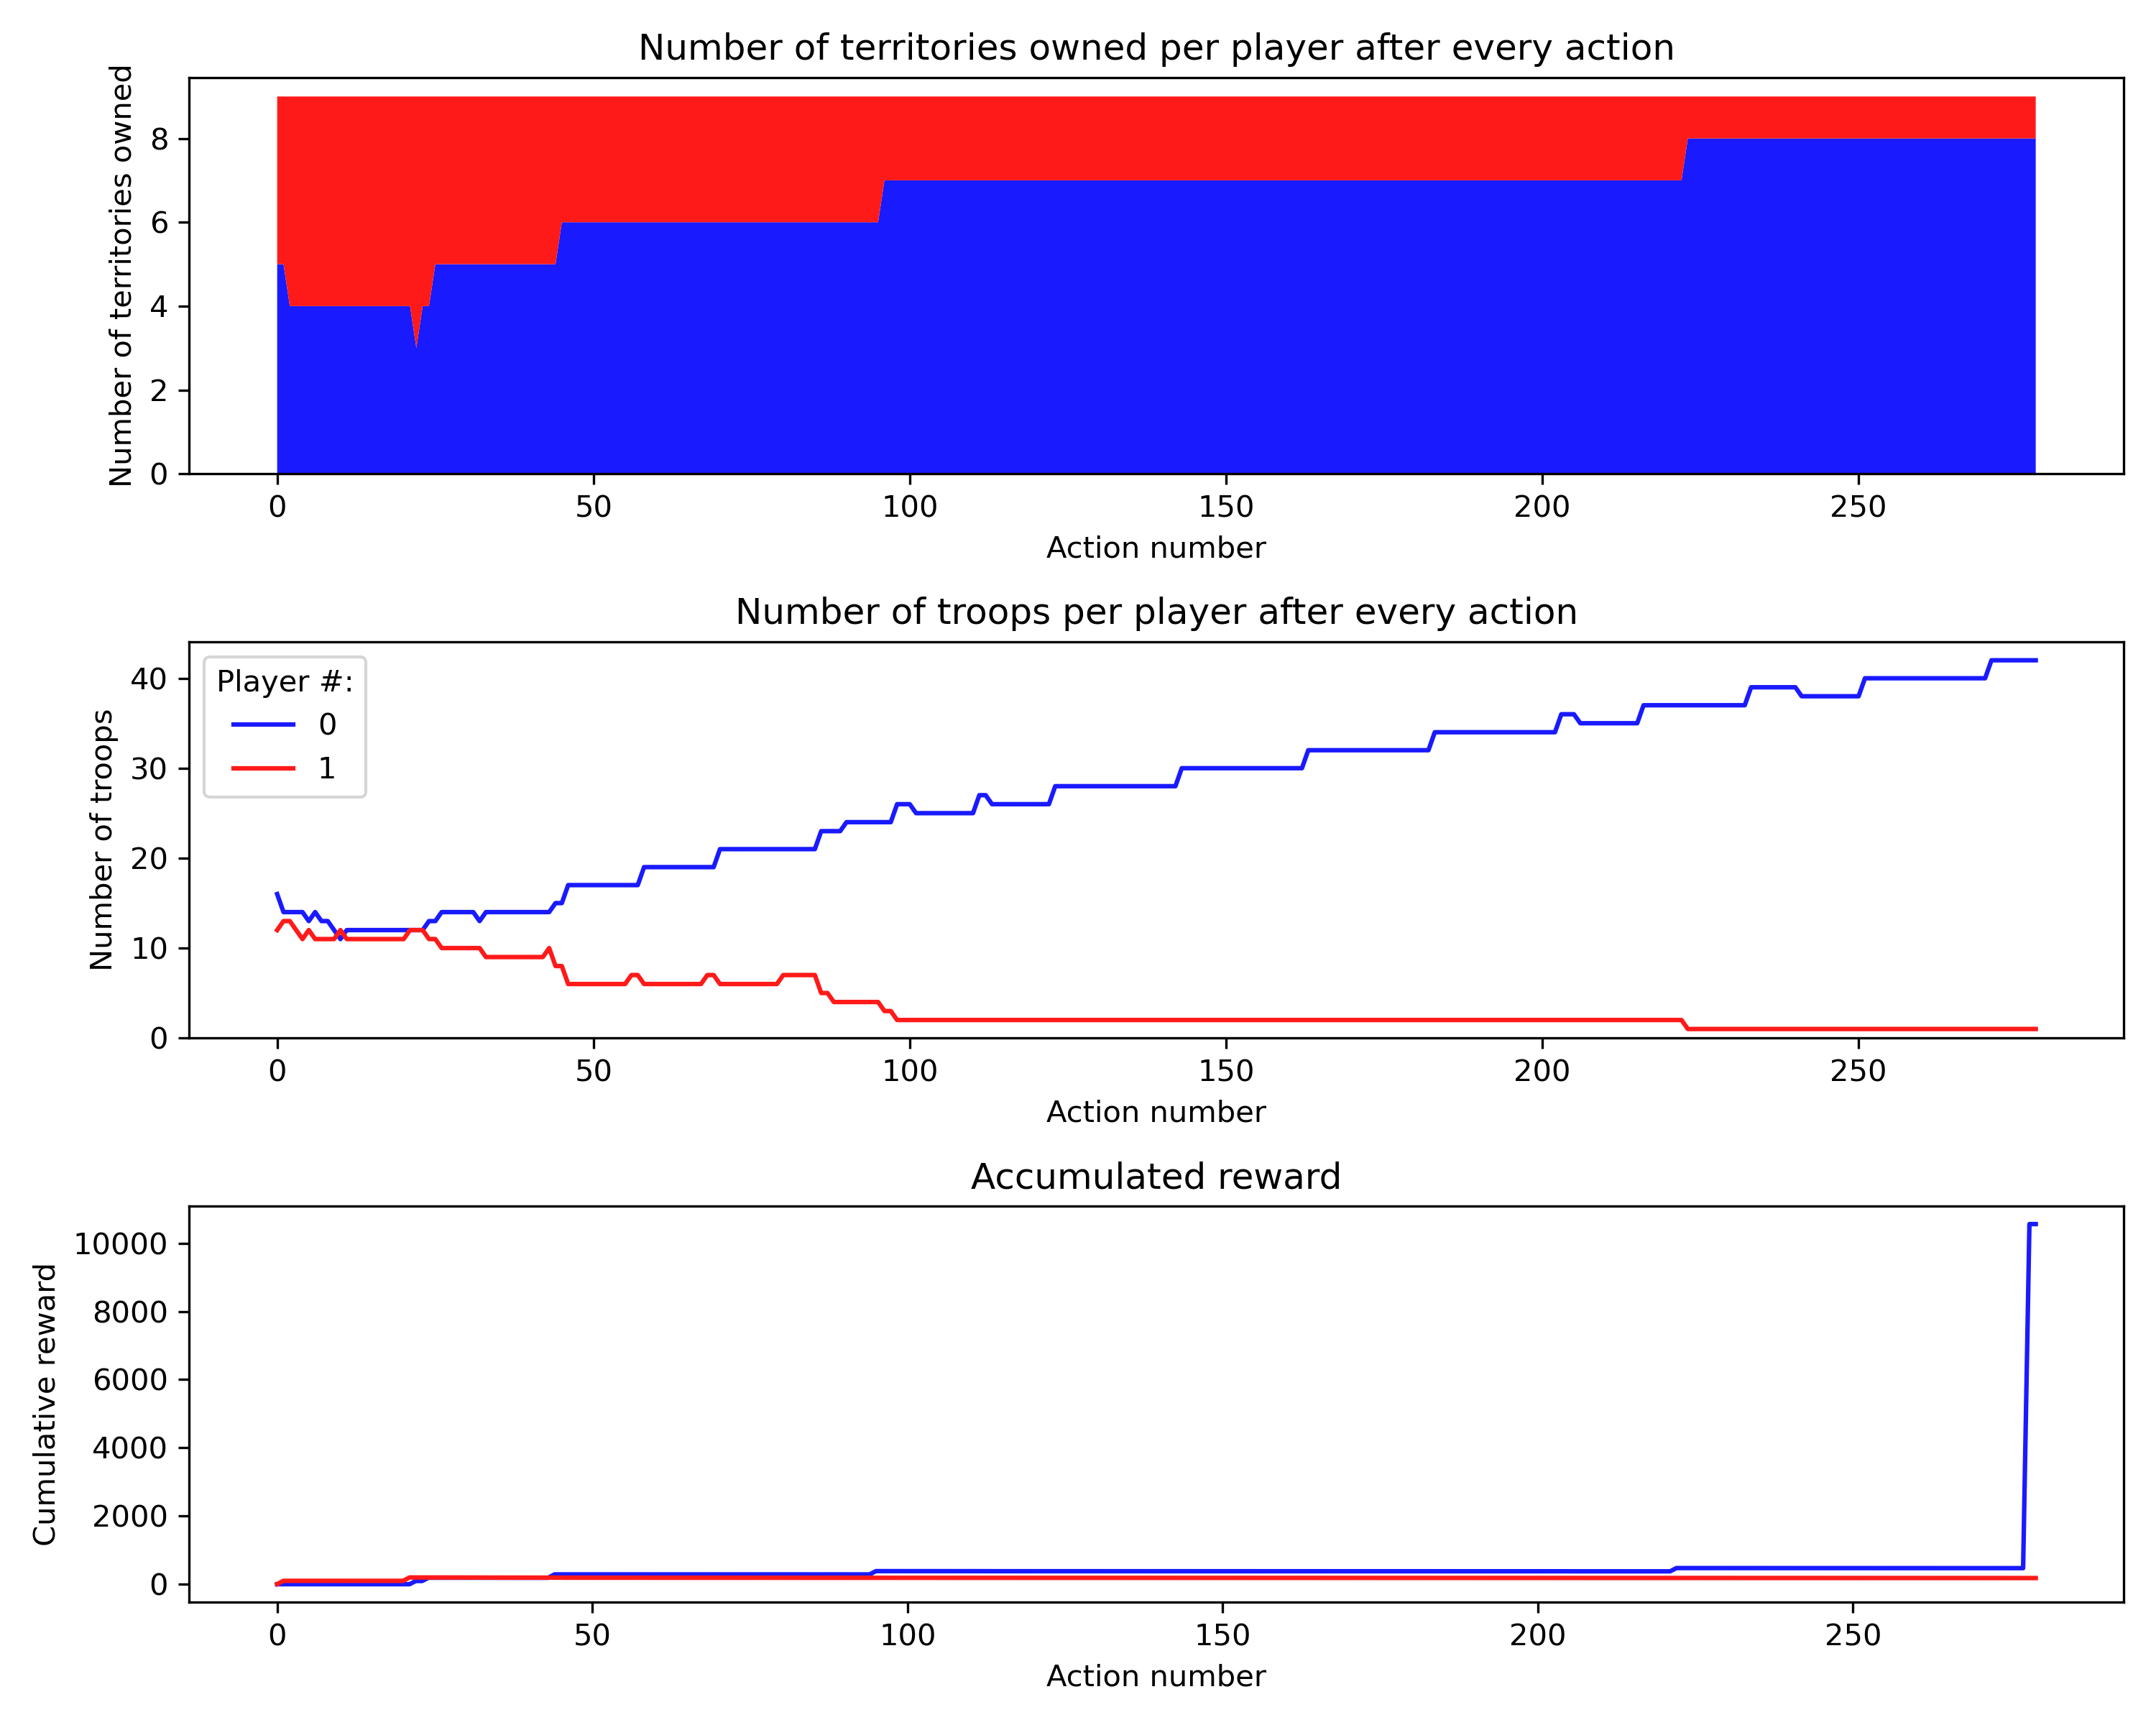 Number of territories owned per player after every action
Number of territories owned
8
6
4
2
0
0 50 100 150 200 250
Action number
Number of troops per player after every action
Number of troops
40
30
20
10
0
Player #:
0
1
0 50 100 150 200 250
Action number
Accumulated reward
Cumulative reward
10000
8000
6000
4000
2000
0
0 50 100 150 200 250
Action number